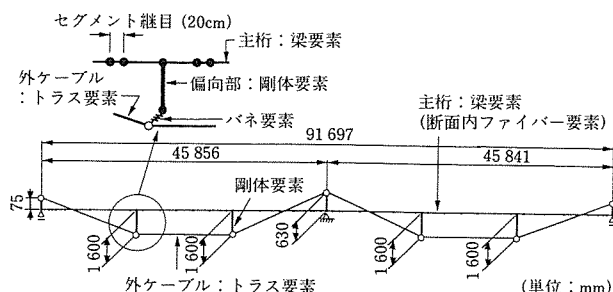 セグメント継目 (20cm)
主桁：梁要素
外ケーブル
：トラス要素
偏向部：剛体要素
バネ要素
主桁：梁要素
(断面内ファイバー要素)
91 697
45 856
45 841
剛体要素
75
1 600
1 600
630
1 600
1 600
外ケーブル：トラス要素
(単位：mm)